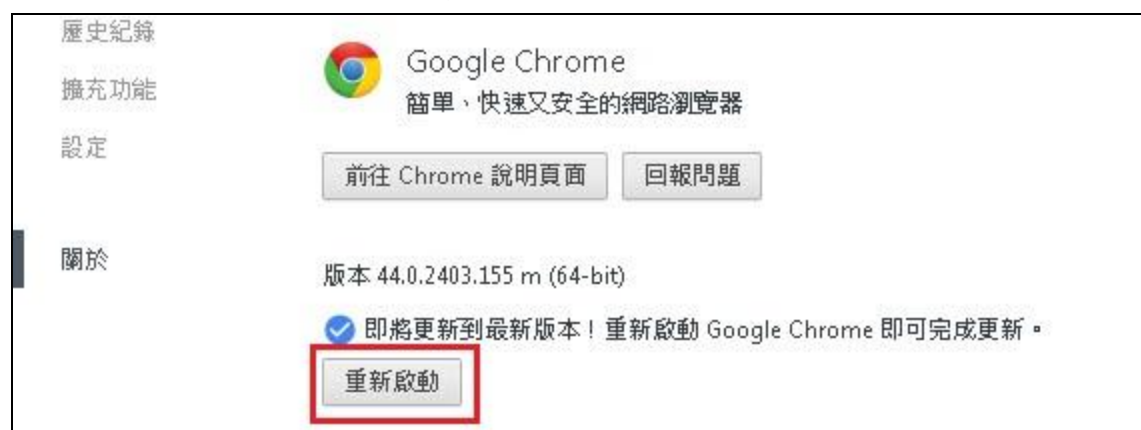 歷史紀錄
擴充功能
設定
關於
Google Chrome
簡單、快速又安全的網路瀏覽器
前往 Chrome 說明頁面
回報問題
版本 44.0.2403.155 m (64-bit)
即將更新到最新版本！重新啟動 Google Chrome 即可完成更新。
重新啟動